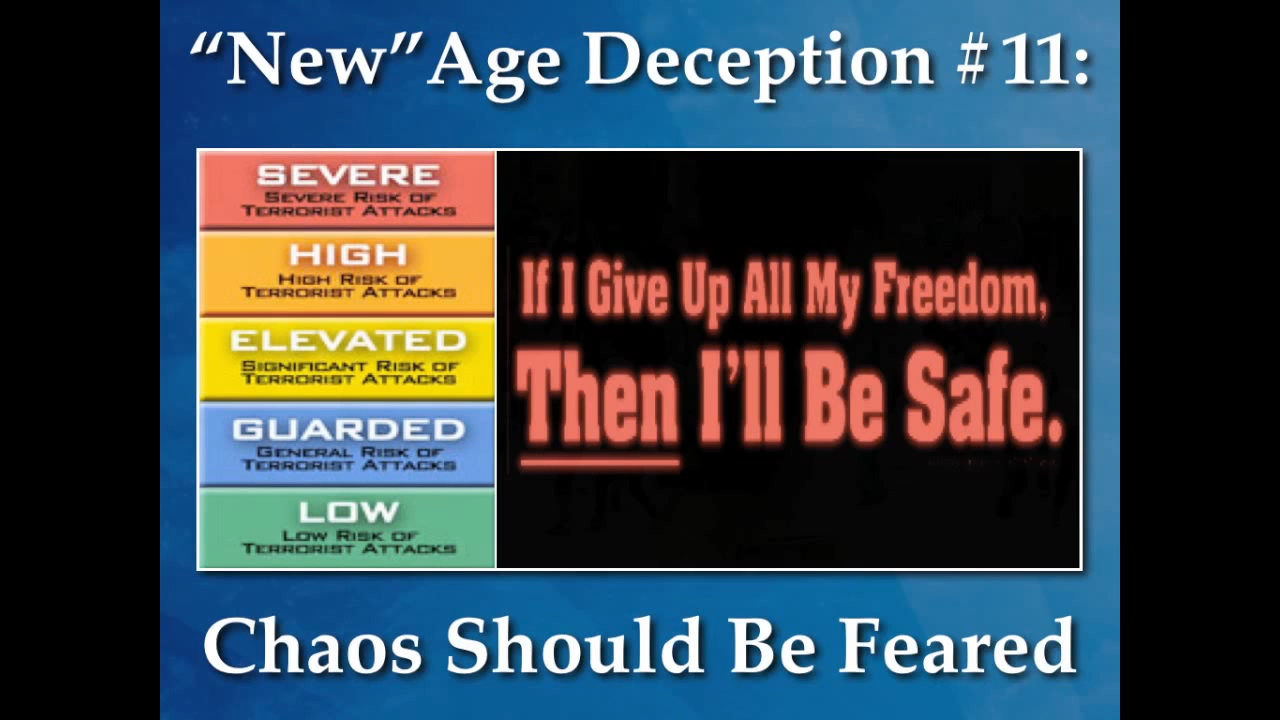 “New”Age Deception #11:
SEVERE
SEVERE RISK OF
TERRORIST ATTACKS
HIGH
HIGH RISK OF
TERRORIST ATTACKS
ELEVATED
SIGNIFICANT RISK OF
TERRORIST ATTACKS
GUARDED
GENERAL RISK OF
TERRORIST ATTACKS
LOW
LOW RISK OF
TERRORIST ATTACKS
If I Give Up All My Freedom,
Then I'll Be Safe.
Chaos Should Be Feared